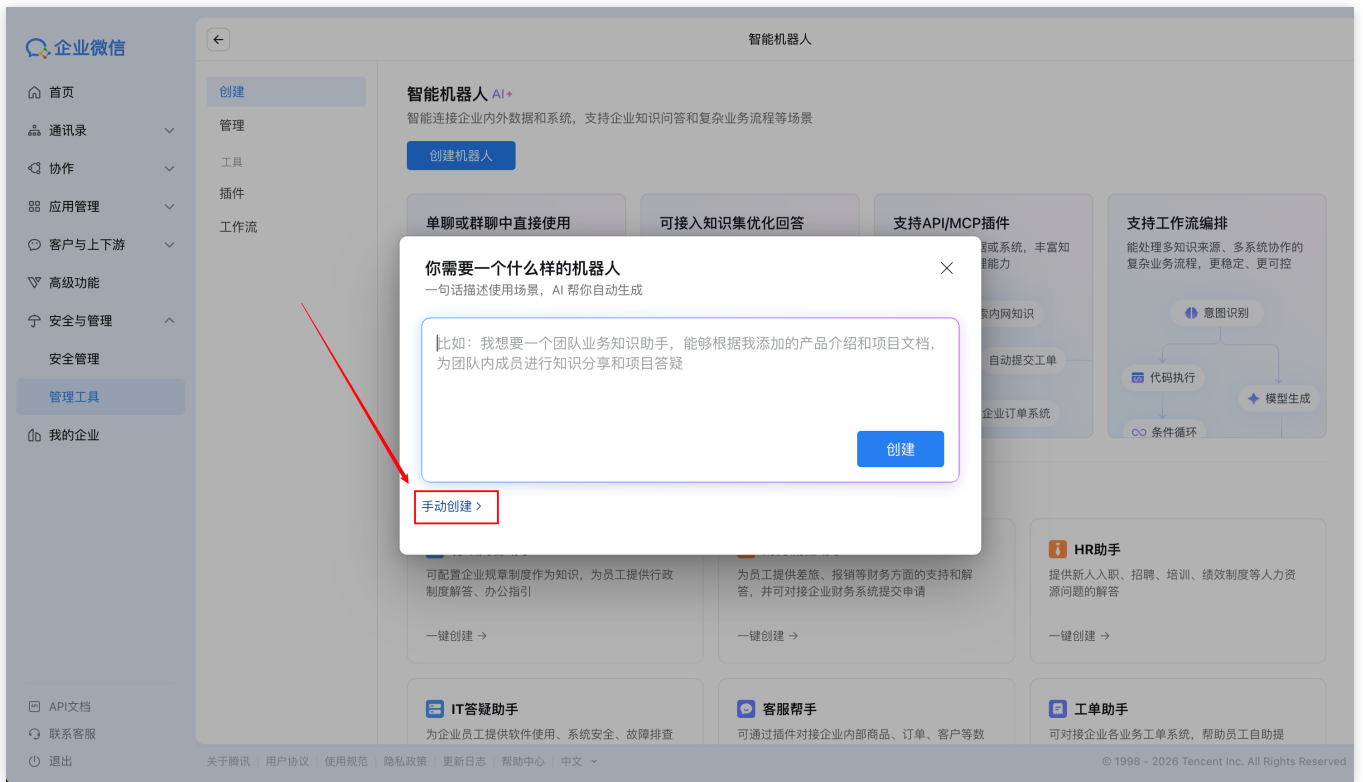 企业微信
首页
通讯录
协作
应用管理
客户与上下游
高级功能
安全与管理
安全管理
管理工具
我的企业
API文档
联系客服
退出
智能机器人
创建
管理
工具
插件
工作流
智能机器人 AI+
智能连接企业内外数据和系统，支持企业知识问答和复杂业务流程等场景
创建机器人
单聊或群聊中直接使用
可接入知识集优化回答
支持API/MCP插件
居或系统，丰富知
理能力
索内网知识
自动提交工单
企业订单系统
支持工作流编排
能处理多知识来源、多系统协作的
复杂业务流程，更稳定、更可控
意图识别
代码执行
模型生成
条件循环
你需要一个什么样的机器人
一句话描述使用场景，AI 帮你自动生成
比如：我想要一个团队业务知识助手，能够根据我添加的产品介绍和项目文档，
为团队内成员进行知识分享和项目答疑
创建
手动创建 >
可配置企业规章制度作为知识，为员工提供行政
制度解答、办公指引
一键创建 →
为员工提供差旅、报销等财务方面的支持和解
答，并可对接企业财务系统提交申请
一键创建 →
HR助手
提供新人入职、招聘、培训、绩效制度等人力资
源问题的解答
一键创建 →
IT答疑助手
为企业员工提供软件使用、系统安全、故障排查
客服帮手
可通过插件对接企业内部商品、订单、客户等数
工单助手
可对接企业各业务工单系统，帮助员工自助提
关于腾讯 | 用户协议 | 使用规范 | 隐私政策 | 更新日志 | 帮助中心 | 中文
© 1998 - 2026 Tencent Inc. All Rights Reserved